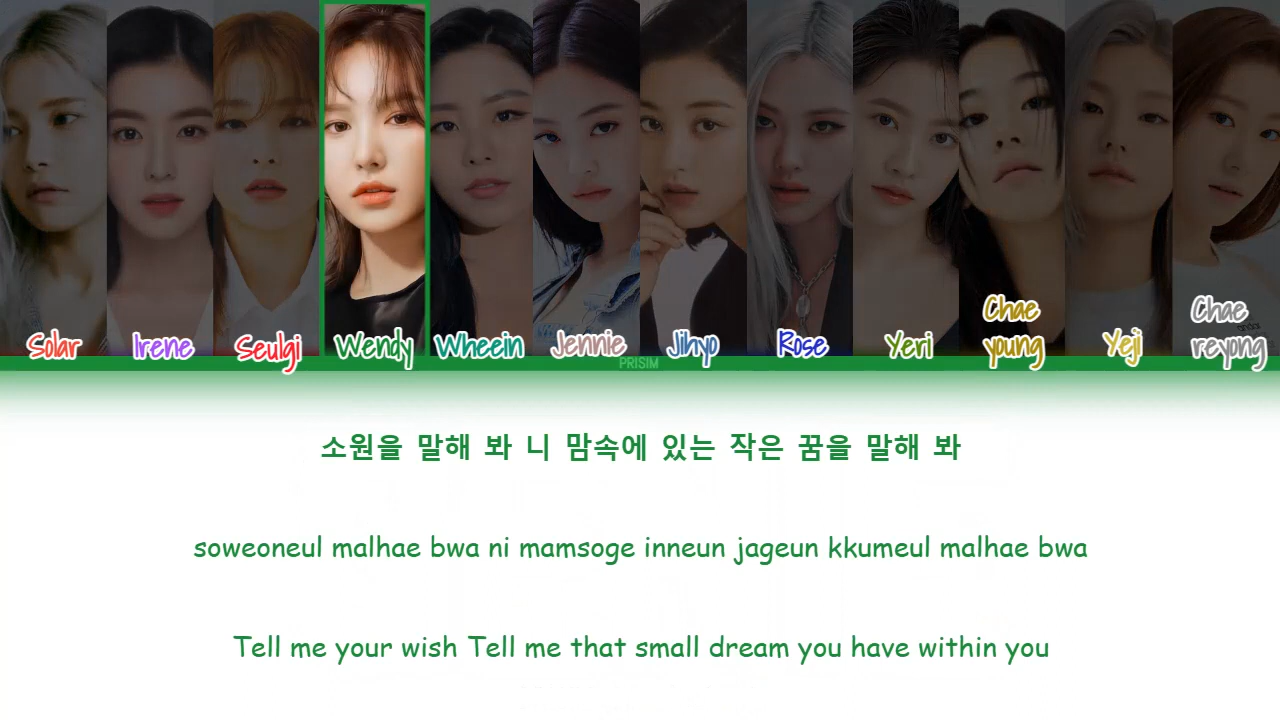 Solar Irene Seulgi Wendy Wheein Jennie Jihyo Rose Yeri Chae young Yeji Chae reyong
andar
PRISIM
소원을 말해 봐 니 맘속에 있는 작은 꿈을 말해 봐
soweoneul malhae bwa ni mamsoge inneun jageun kkumeul malhae bwa
Tell me your wish Tell me that small dream you have within you